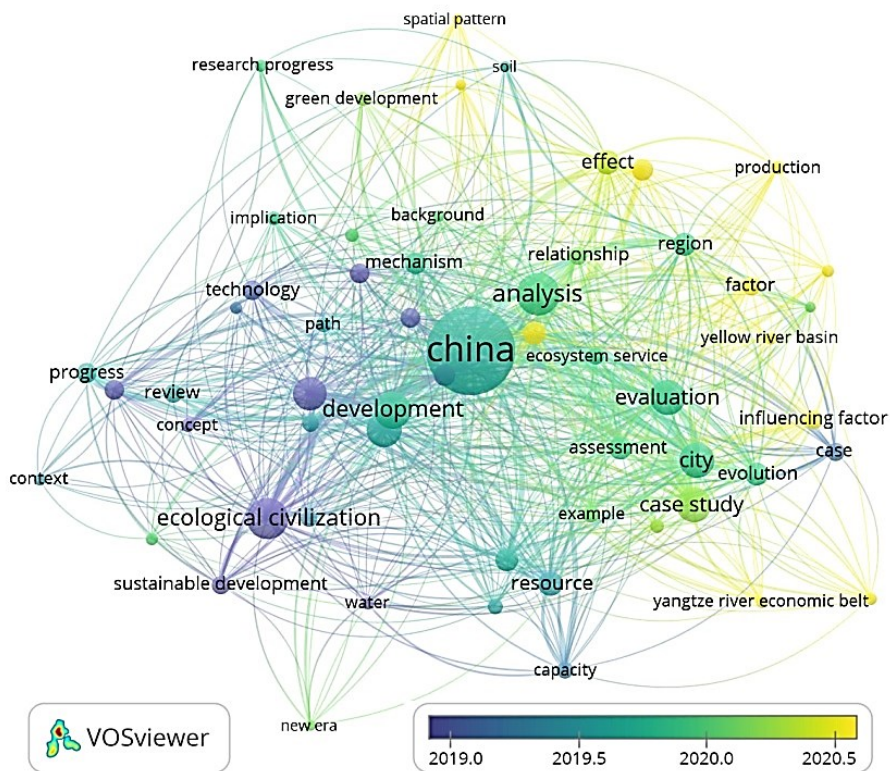 spatial pattern
research progress
soil
green development
effect
production
implication
background
relationship
region
mechanism
technology
analysis
factor
path
china
ecosystem service
yellow river basin
progress
review
development
evaluation
concept
influencing factor
assessment
city
case
evolution
context
ecological civilization
example
case study
sustainable development
water
resource
yangtze river economic belt
capacity
new era
VOSviewer
2019.0
2019.5
2020.0
2020.5